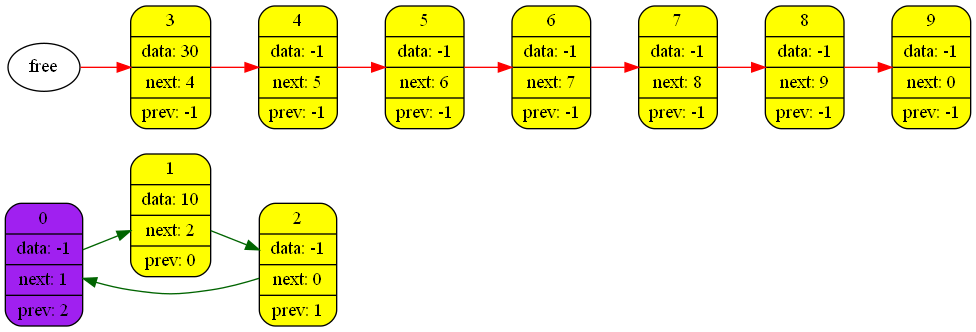 free
3
data: 30
next: 4
prev: -1
4
data: -1
next: 5
prev: -1
5
data: -1
next: 6
prev: -1
6
data: -1
next: 7
prev: -1
7
data: -1
next: 8
prev: -1
8
data: -1
next: 9
prev: -1
9
data: -1
next: 0
prev: -1
0
data: -1
next: 1
prev: 2
1
data: 10
next: 2
prev: 0
2
data: -1
next: 0
prev: 1